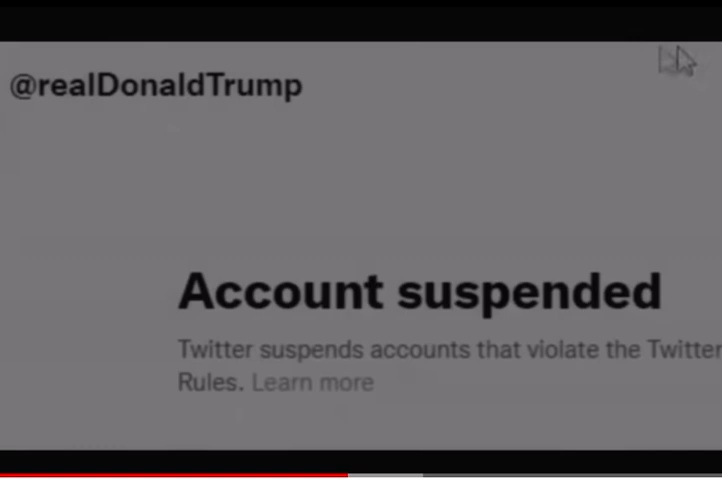 @realDonaldTrump
Account suspended
Twitter suspends accounts that violate the Twitter
Rules. Learn more